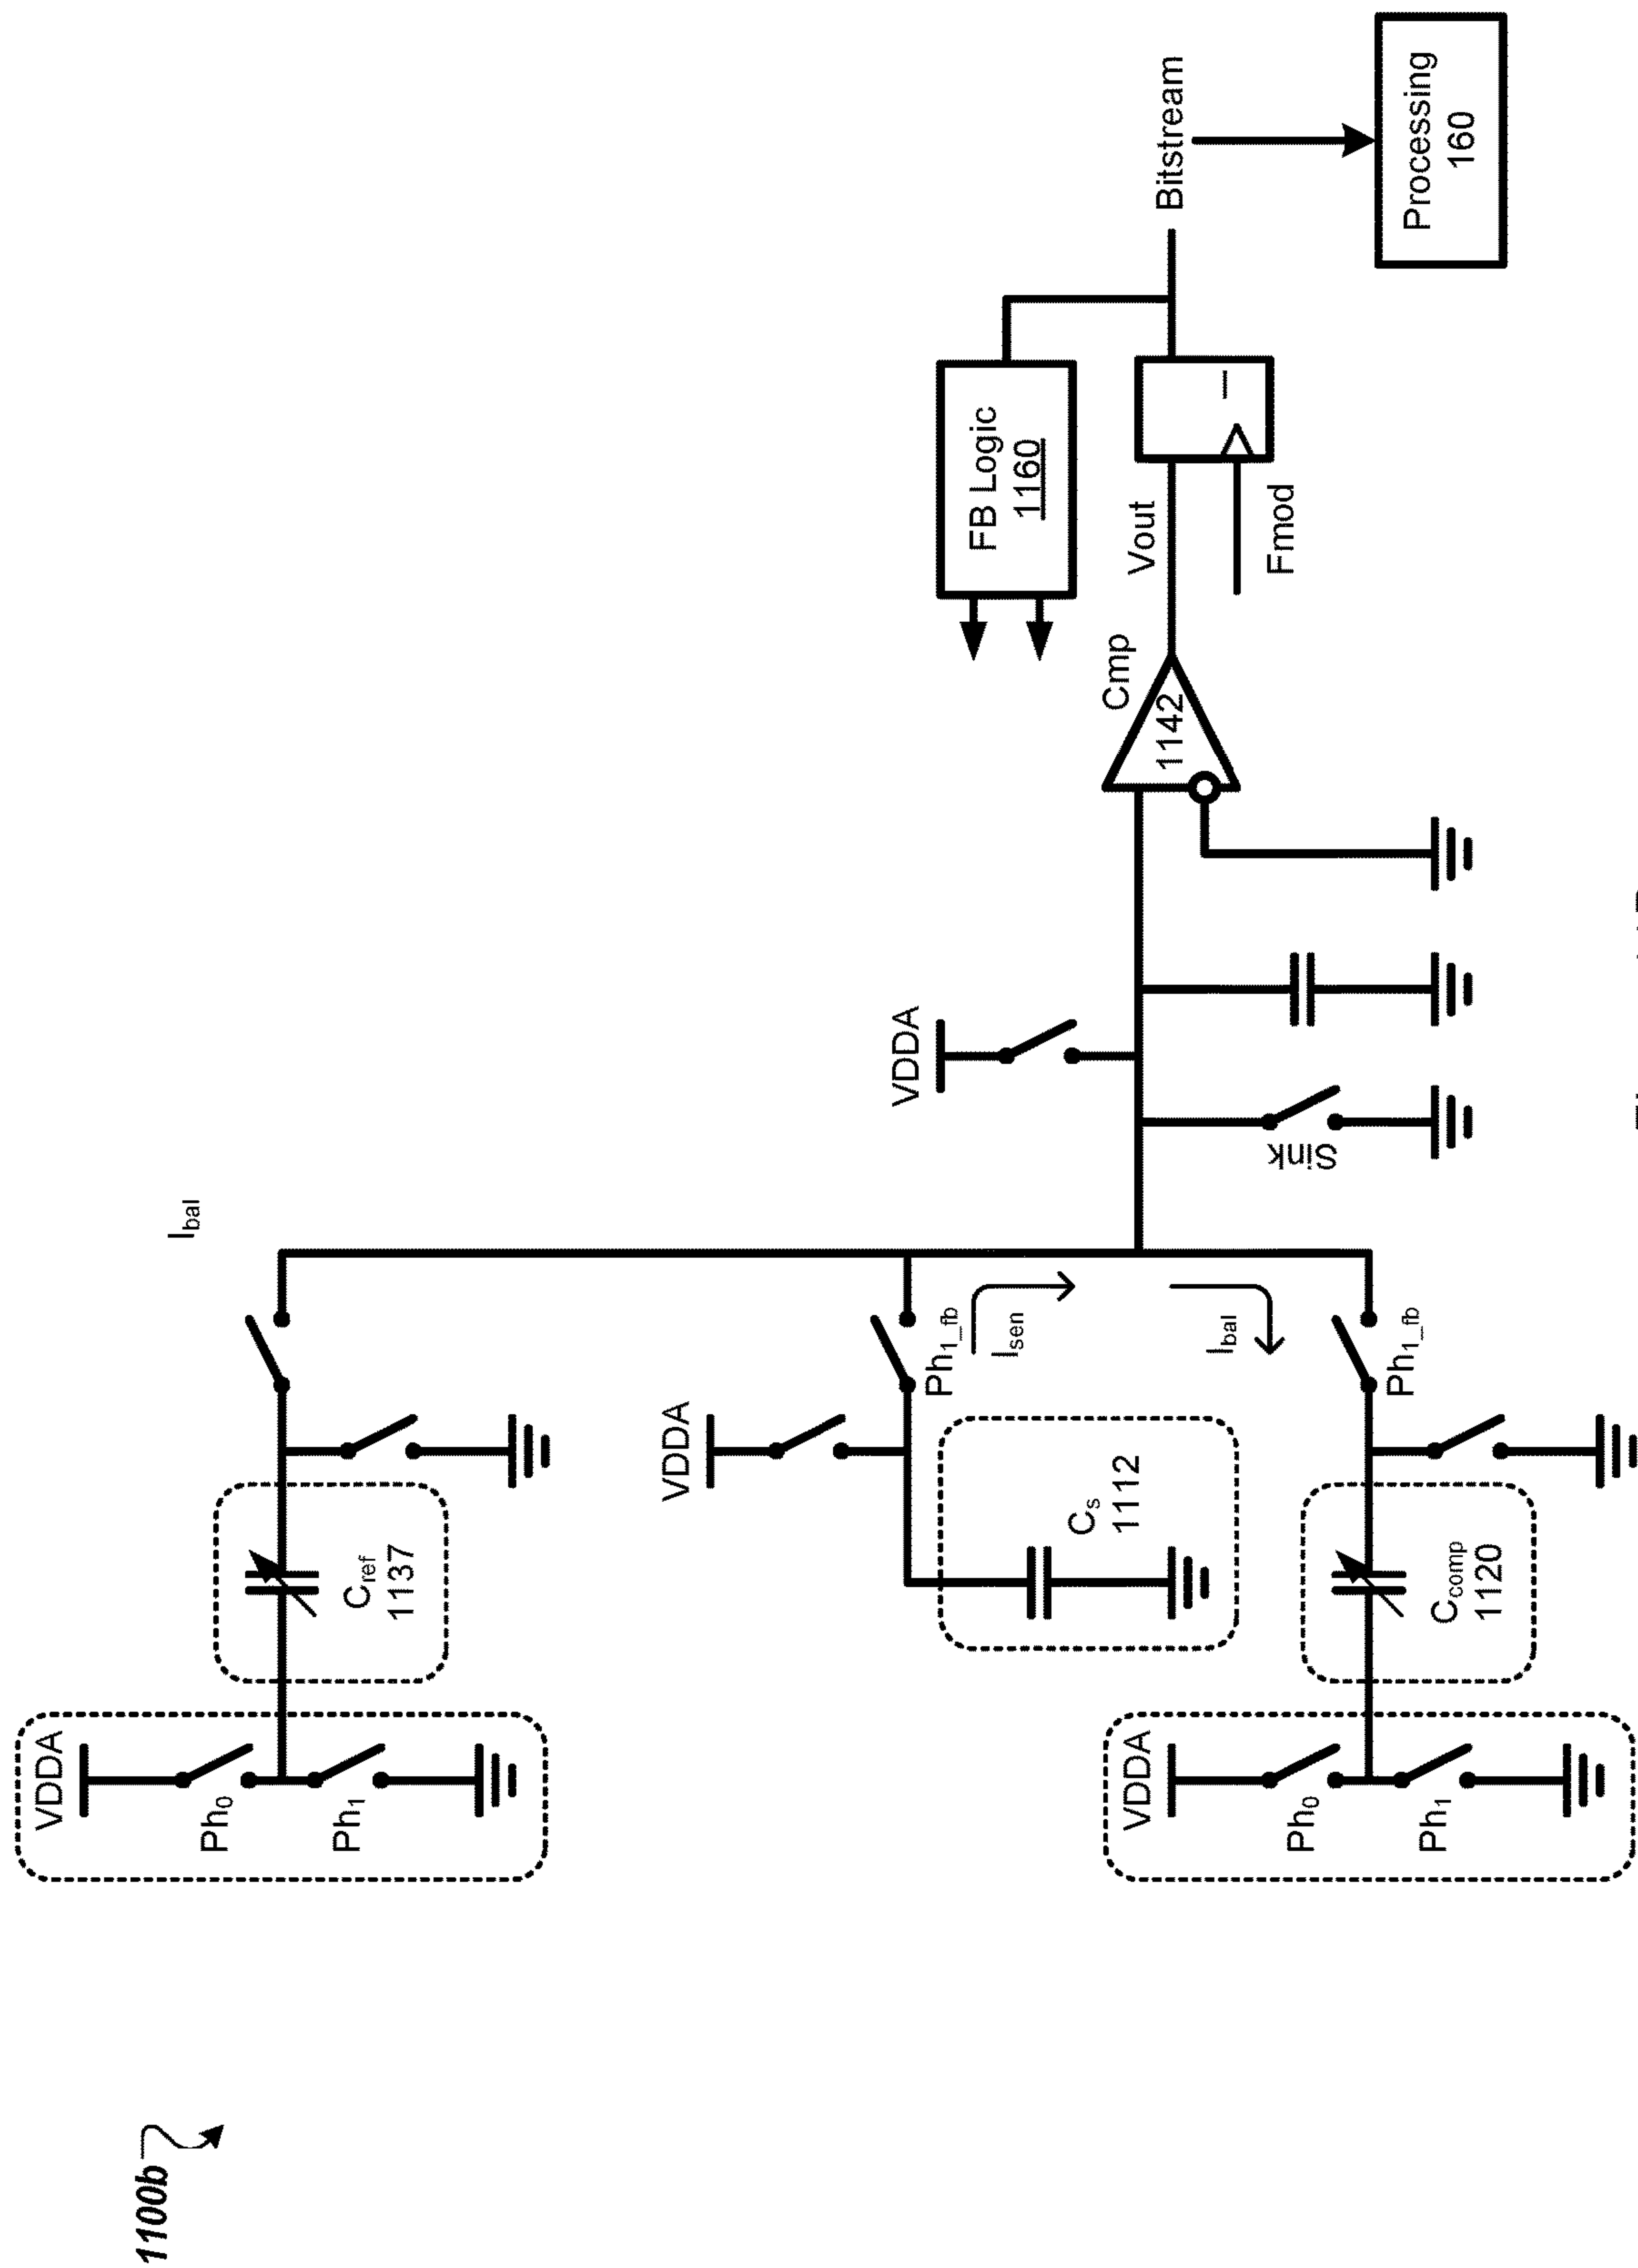 1100b
VDDA
Ph0
Ph1
Cref
1137
Ibal
VDDA
Cs
1112
Ph1_fb
Isen
Ibal
VDDA
Ph0
Ph1
Ccomp
1120
Ph1_fb
VDDA
Sink
Cmp
1142
Vout
Fmod
FB Logic
1160
Bitstream
Processing
160